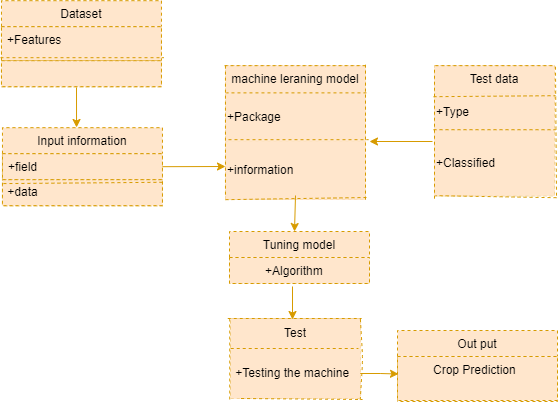 Dataset
+Features
Input information
+field
+data
machine leraning model
+Package
+information
Test data
+Type
+Classified
Tuning model
+Algorithm
Test
+Testing the machine
Out put
Crop Prediction